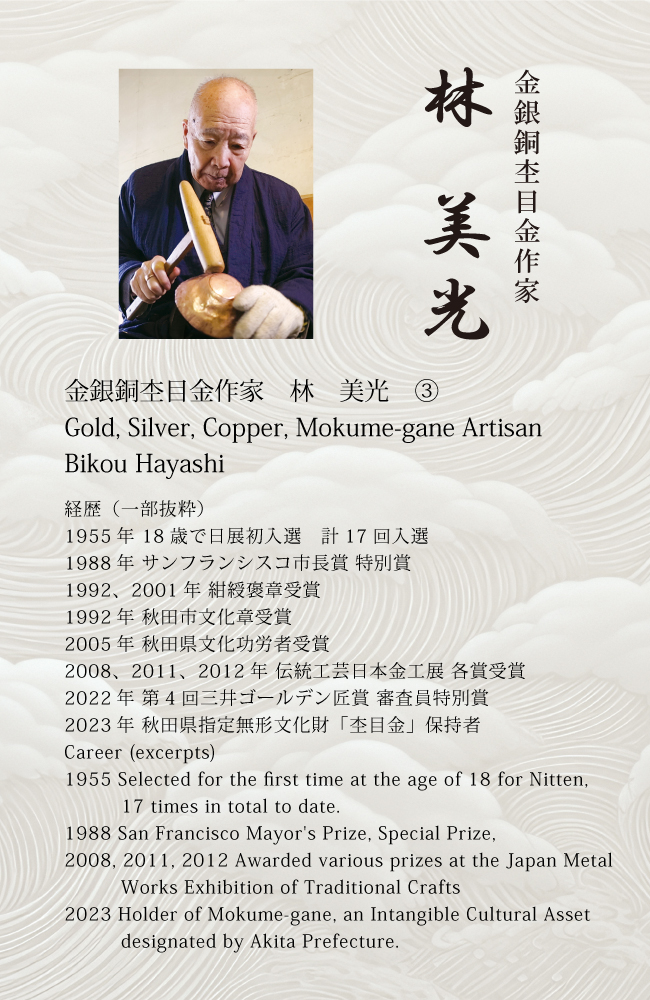 金銀銅杢目金作家
林 美光
金銀銅杢目金作家　林　美光　③
Gold, Silver, Copper, Mokume-gane Artisan
Bikou Hayashi
経歴（一部抜粋）
1955 年 18 歳で日展初入選　計 17 回入選
1988 年 サンフランシスコ市長賞 特別賞
1992、2001 年 紺綬褒章受賞
1992 年 秋田市文化章受賞
2005 年 秋田県文化功労者受賞
2008、2011、2012 年 伝統工芸日本金工展 各賞受賞
2022 年 第 4 回三井ゴールデン匠賞 審査員特別賞
2023 年 秋田県指定無形文化財「杢目金」保持者
Career (excerpts)
1955 Selected for the first time at the age of 18 for Nitten,
17 times in total to date.
1988 San Francisco Mayor's Prize, Special Prize,
2008, 2011, 2012 Awarded various prizes at the Japan Metal
Works Exhibition of Traditional Crafts
2023 Holder of Mokume-gane, an Intangible Cultural Asset
designated by Akita Prefecture.